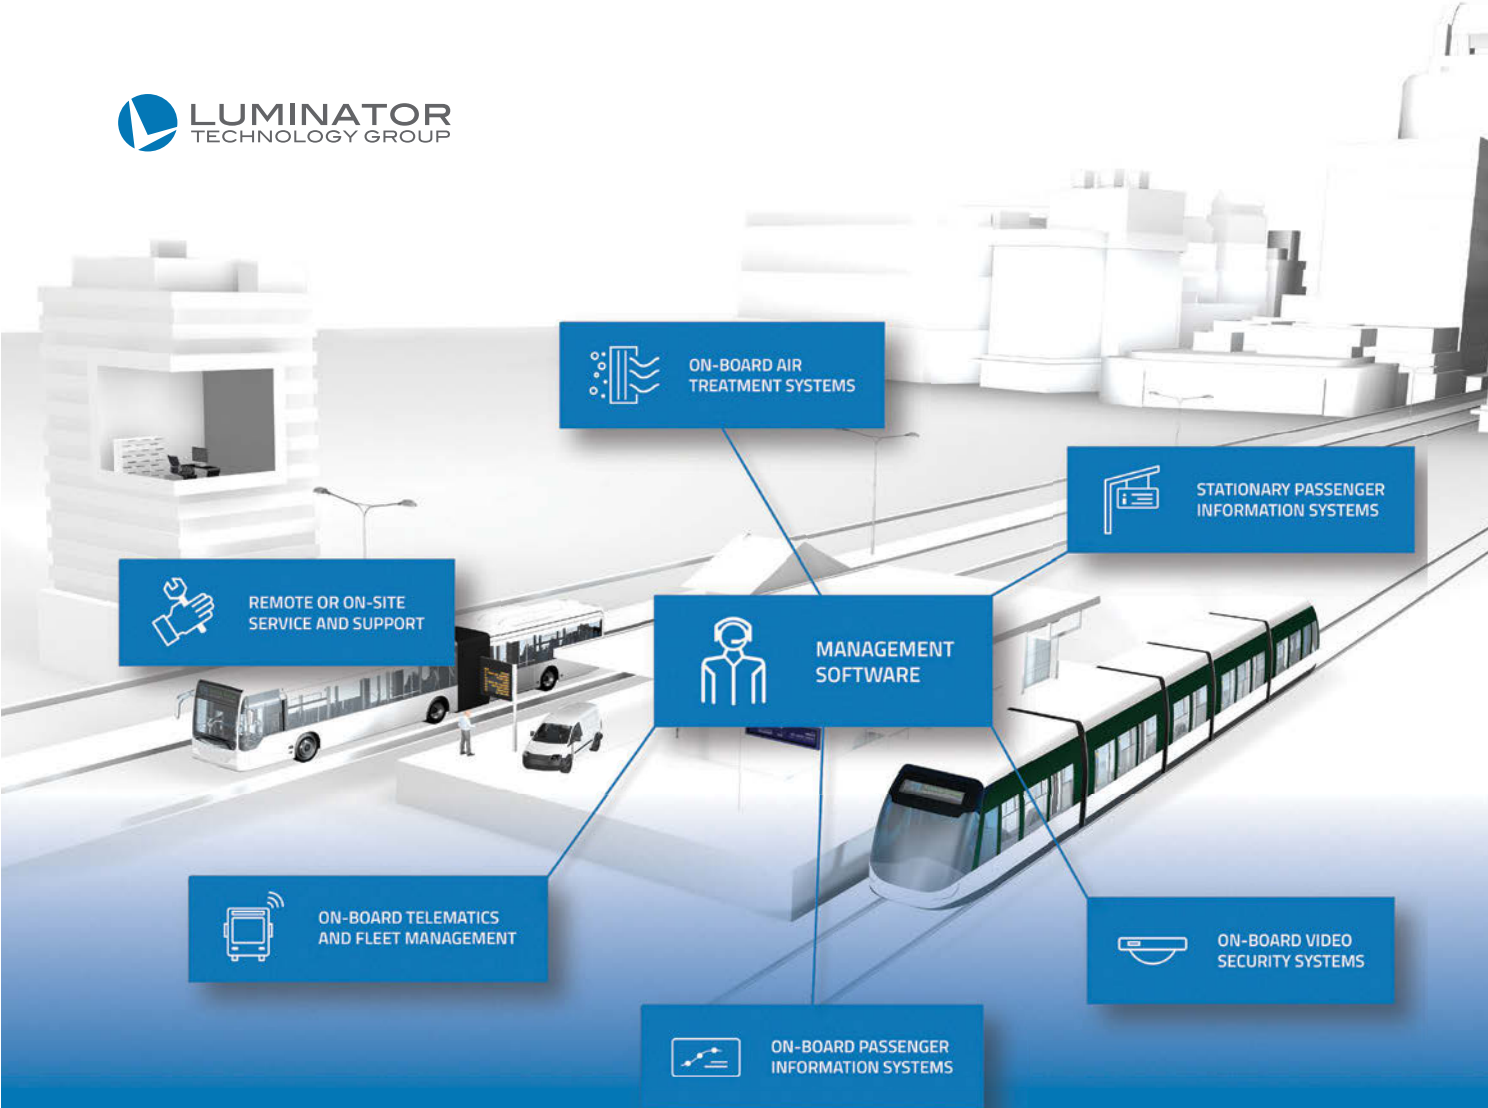 LUMINATOR
TECHNOLOGY GROUP
ON-BOARD AIR
TREATMENT SYSTEMS
STATIONARY PASSENGER
INFORMATION SYSTEMS
REMOTE OR ON-SITE
SERVICE AND SUPPORT
MANAGEMENT
SOFTWARE
ON-BOARD TELEMATICS
AND FLEET MANAGEMENT
ON-BOARD VIDEO
SECURITY SYSTEMS
ON-BOARD PASSENGER
INFORMATION SYSTEMS